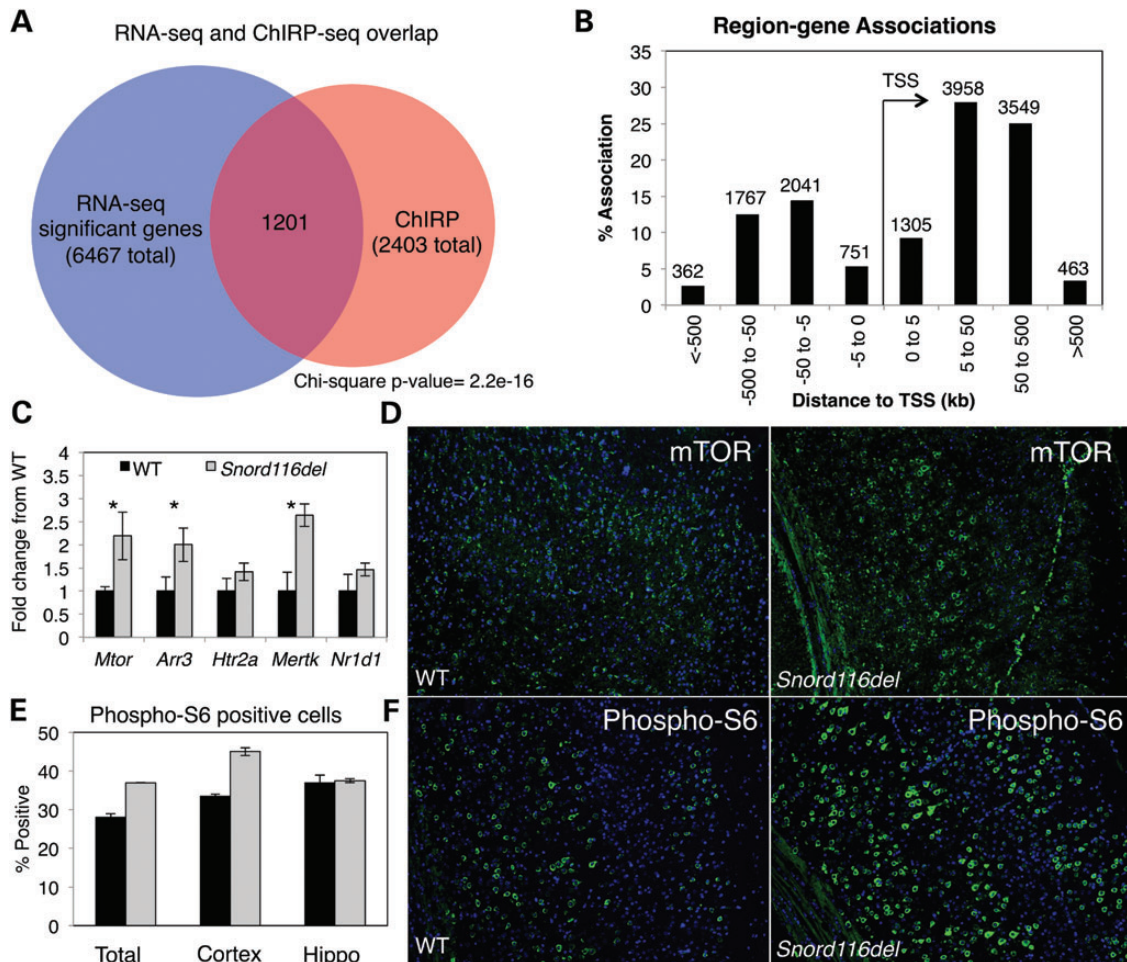 A
RNA-seq and ChIRP-seq overlap
RNA-seq
significant genes
(6467 total)
1201
ChIRP
(2403 total)
Chi-square p-value= 2.2e-16
B
Region-gene Associations
% Association
35
30
25
20
15
10
5
0
362
1767
2041
751
TSS
1305
3958
3549
463
<-500
-500 to -50
-50 to -5
-5 to 0
0 to 5
5 to 50
50 to 500
>500
Distance to TSS (kb)
C
Fold change from WT
4
3.5
3
2.5
2
1.5
1
0.5
0
WT
Snord116del
*
*
*
Mtor
Arr3
Htr2a
Mertk
Nr1d1
D
mTOR
WT
mTOR
Snord116del
E
Phospho-S6 positive cells
% Positive
50
40
30
20
10
0
Total
Cortex
Hippo
F
Phospho-S6
WT
Phospho-S6
Snord116del